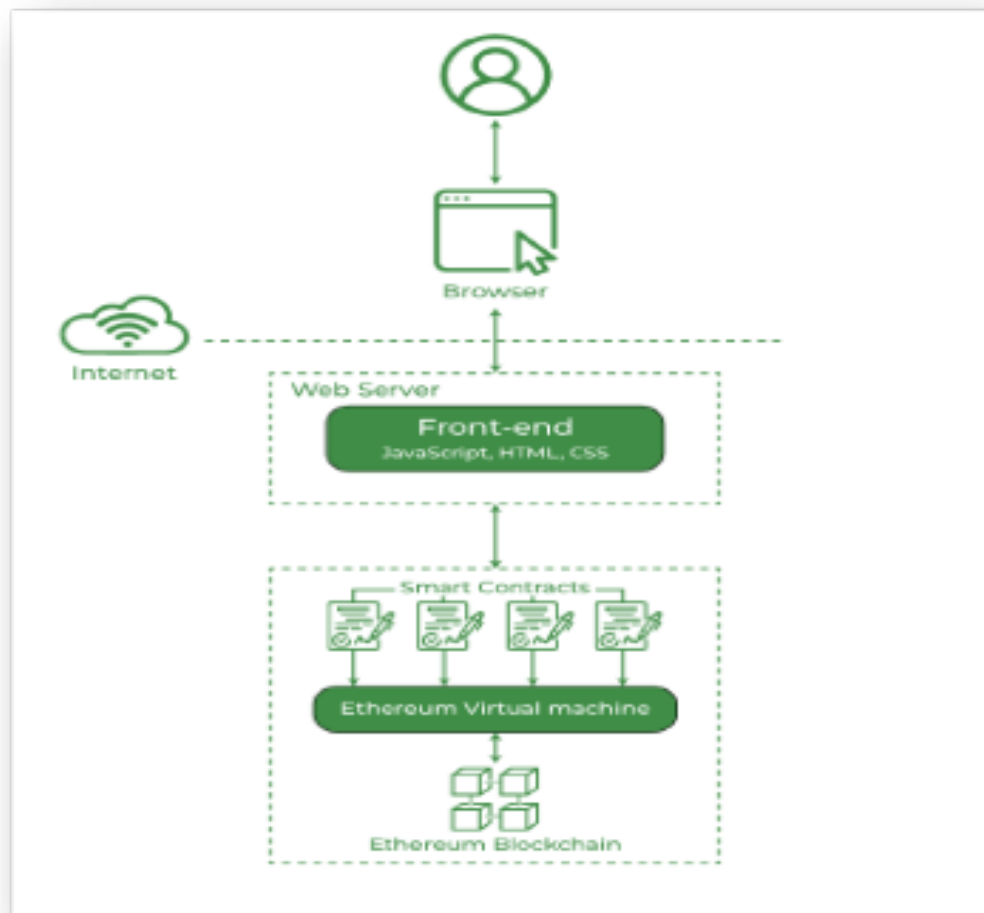 Browser
Internet
Web Server
Front-end
JavaScript, HTML, CSS
Smart Contracts
Ethereum Virtual machine
Ethereum Blockchain